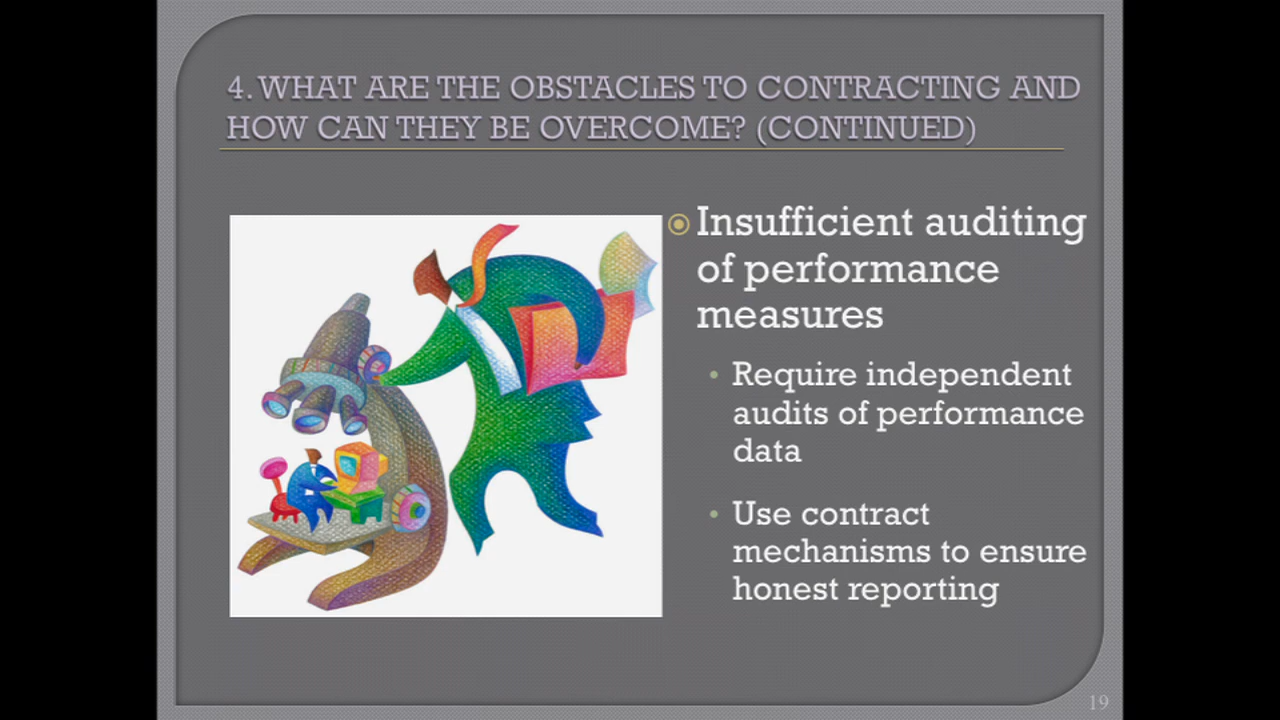 4. WHAT ARE THE OBSTACLES TO CONTRACTING AND
HOW CAN THEY BE OVERCOME? (CONTINUED)
Insufficient auditing
of performance
measures
• Require independent
audits of performance
data
• Use contract
mechanisms to ensure
honest reporting
19